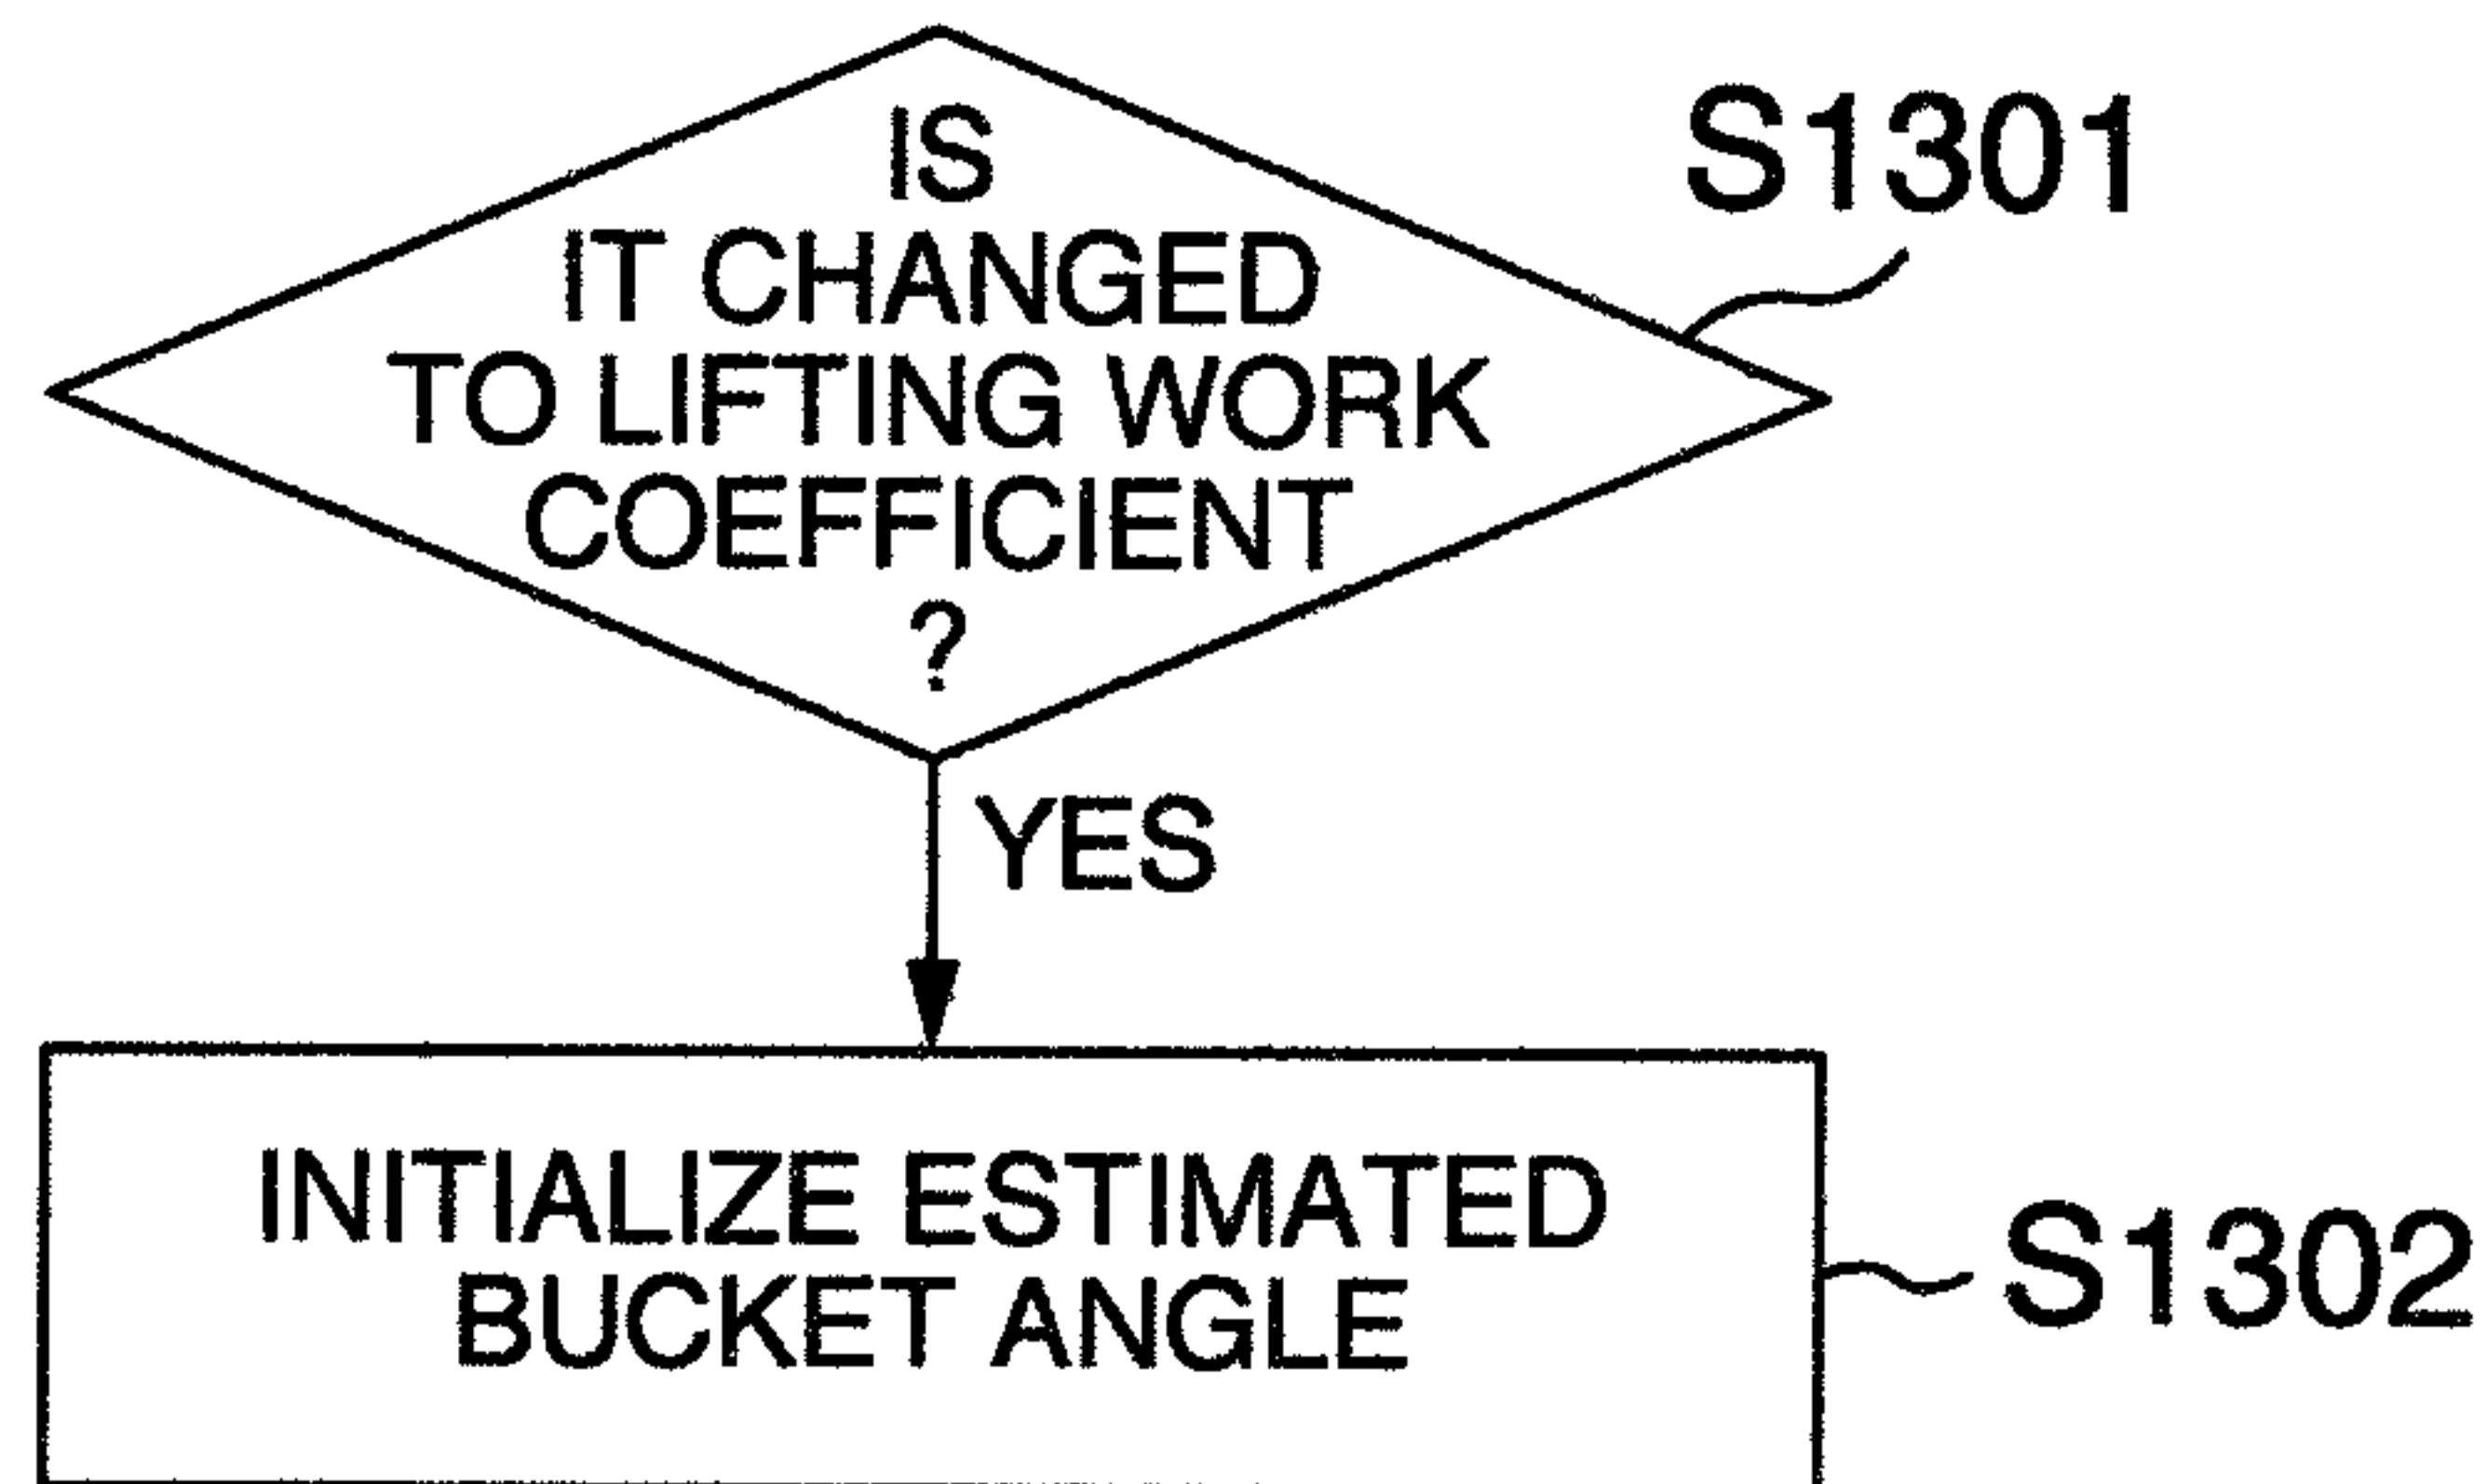 IS
IT CHANGED
TO LIFTING WORK
COEFFICIENT
?
S1301
YES
INITIALIZE ESTIMATED
BUCKET ANGLE
S1302